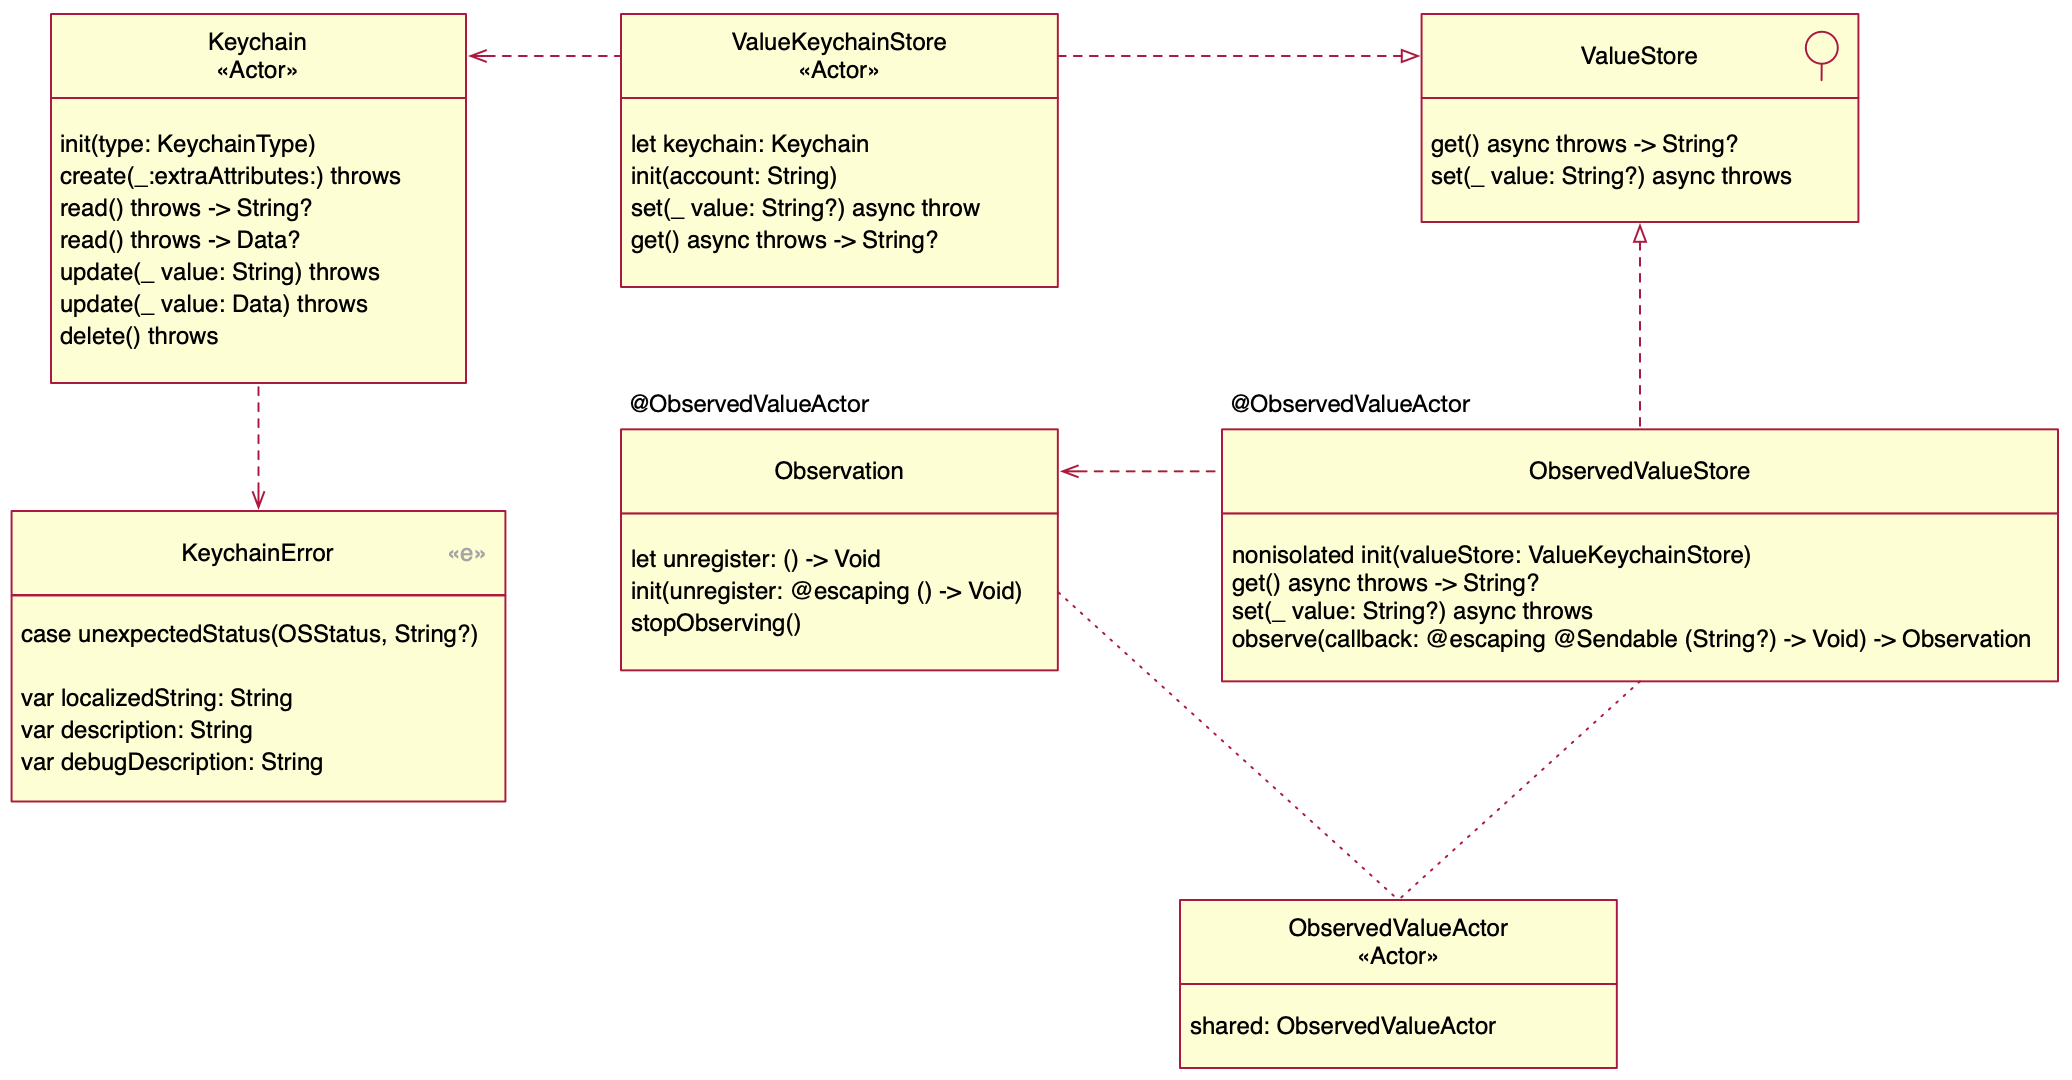 Keychain
«Actor»
init(type: KeychainType)
create(_:extraAttributes:) throws
read() throws -> String?
read() throws -> Data?
update(_ value: String) throws
update(_ value: Data) throws
delete() throws
ValueKeychainStore
«Actor»
let keychain: Keychain
init(account: String)
set(_ value: String?) async throw
get() async throws -> String?
ValueStore
get() async throws -> String?
set(_ value: String?) async throws
KeychainError «e»
case unexpectedStatus(OSStatus, String?)
var localizedString: String
var description: String
var debugDescription: String
@ObservedValueActor
Observation
let unregister: () -> Void
init(unregister: @escaping () -> Void)
stopObserving()
@ObservedValueActor
ObservedValueStore
nonisolated init(valueStore: ValueKeychainStore)
get() async throws -> String?
set(_ value: String?) async throws
observe(callback: @escaping @Sendable (String?) -> Void) -> Observation
ObservedValueActor
«Actor»
shared: ObservedValueActor